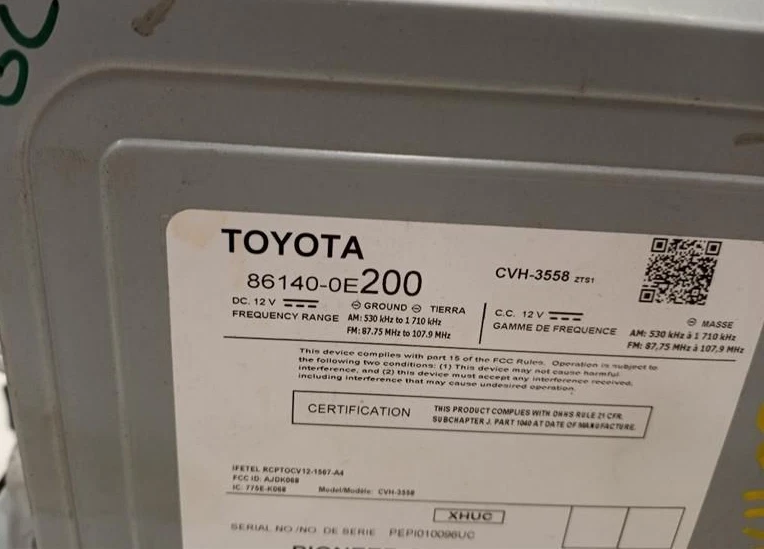 TOYOTA
86140-0E200
CVH-3558 ZTS1
DC. 12 V
⊖ GROUND ⊖ TIERRA
FREQUENCY RANGE
AM: 530 kHz to 1 710 kHz
FM: 87.75 MHz to 107.9 MHz
C.C. 12 V
⊖ MASSE
GAMME DE FREQUENCE
AM: 530 kHz à 1 710 kHz
FM: 87,75 MHz à 107,9 MHz
This device complies with part 15 of the FCC Rules. Operation is subject to
the following two conditions: (1) This device may not cause harmful
interference, and (2) this device must accept any interference received,
including interference that may cause undesired operation.
CERTIFICATION
THIS PRODUCT COMPLIES WITH DHHS RULE 21 CFR.
SUBCHAPTER J. PART 1040 AT DATE OF MANUFACTURE.
IFETEL RCPTOCV12-1567-A4
FCC ID: AJDK068
IC: 775E-K068
Model/Modèle: CVH-3558
XHUC
SERIAL NO./NO. DE SERIE PEPI010096UC